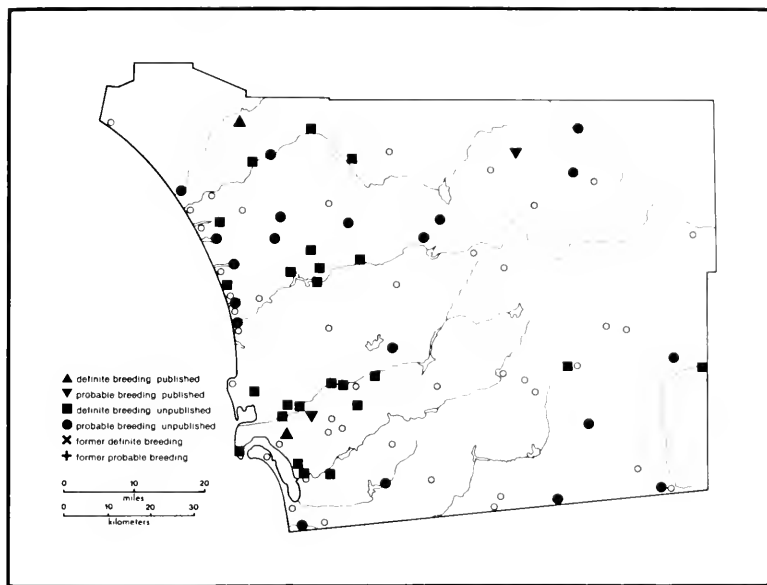 definite breeding published
probable breeding published
definite breeding unpublished
probable breeding unpublished
former definite breeding
former probable breeding
0 10 20
miles
0 10 20 30
kilometers